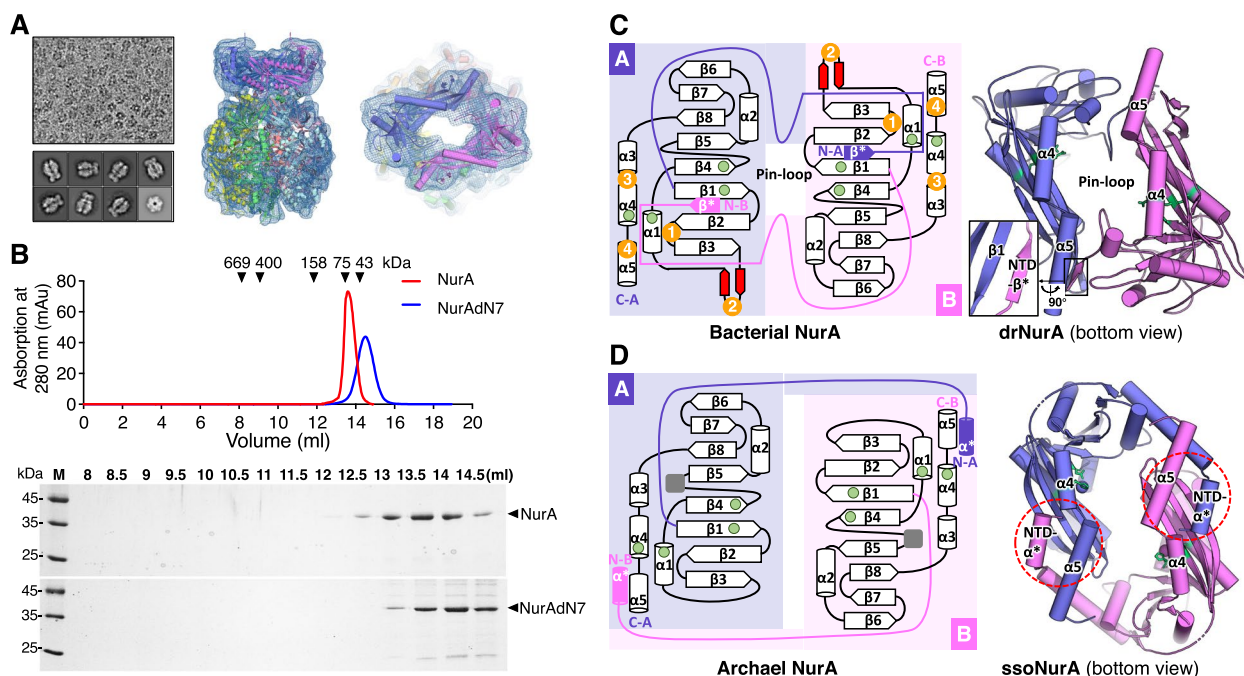 A
B
669 400 158 75 43 kDa
80
60
40
20
0
Asborption at
280 nm (mAu)
NurA
NurAdN7
0 2 4 6 8 10 12 14 16 18 20
Volume (ml)
kDa M 8 8.5 9 9.5 10 10.5 11 11.5 12 12.5 13 13.5 14 14.5(ml)
45-
35-
25-
NurA
45-
35-
25-
NurAdN7
C
A
β6
β7
β8
α2
β5
β4
β1
β* N-B
β2
β3
α1
α3
3
α4
4
α5
C-A
1
2
Pin-loop
2
C-B
α5
4
α4
3
α3
β3
1
α1
β2
N-A β*
β1
β4
β5
α2
β8
β7
β6
B
Bacterial NurA
α5
α4
Pin-loop
α4
α5
β1
NTD
-β*
90°
drNurA (bottom view)
D
A
β6
β7
β8
α2
β5
β4
β1
β2
β3
α1
α3
α4
N-B
α*
α5
C-A
C-B
α5
α*
N-A
α4
α3
β3
α1
β2
β1
β4
β5
α2
β8
β7
β6
B
Archael NurA
α4
α5
NTD-
α*
NTD-
α*
α5
α4
ssoNurA (bottom view)